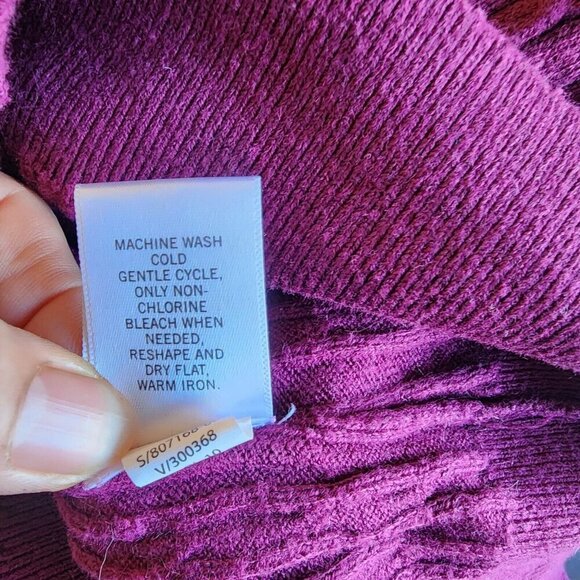 MACHINE WASH
COLD
GENTLE CYCLE,
ONLY NON-
CHLORINE
BLEACH WHEN
NEEDED,
RESHAPE AND
DRY FLAT,
WARM IRON.
V/300368